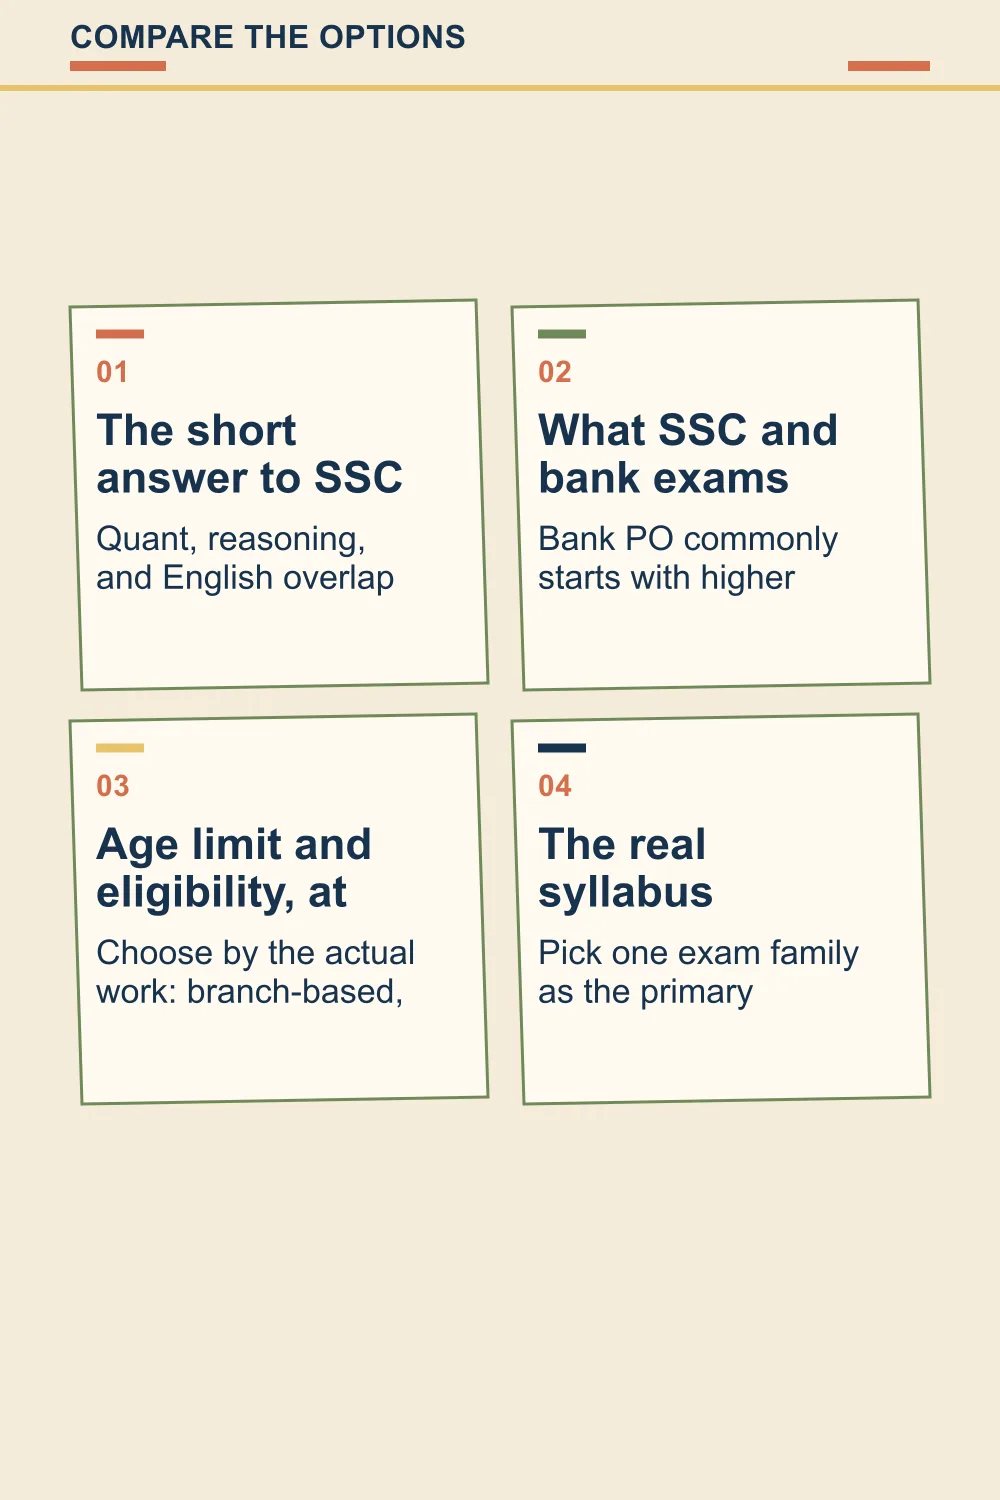 COMPARE THE OPTIONS
01
The short
answer to SSC
Quant, reasoning,
and English overlap
02
What SSC and
bank exams
Bank PO commonly
starts with higher
03
Age limit and
eligibility, at
Choose by the actual
work: branch-based,
04
The real
syllabus
Pick one exam family
as the primary